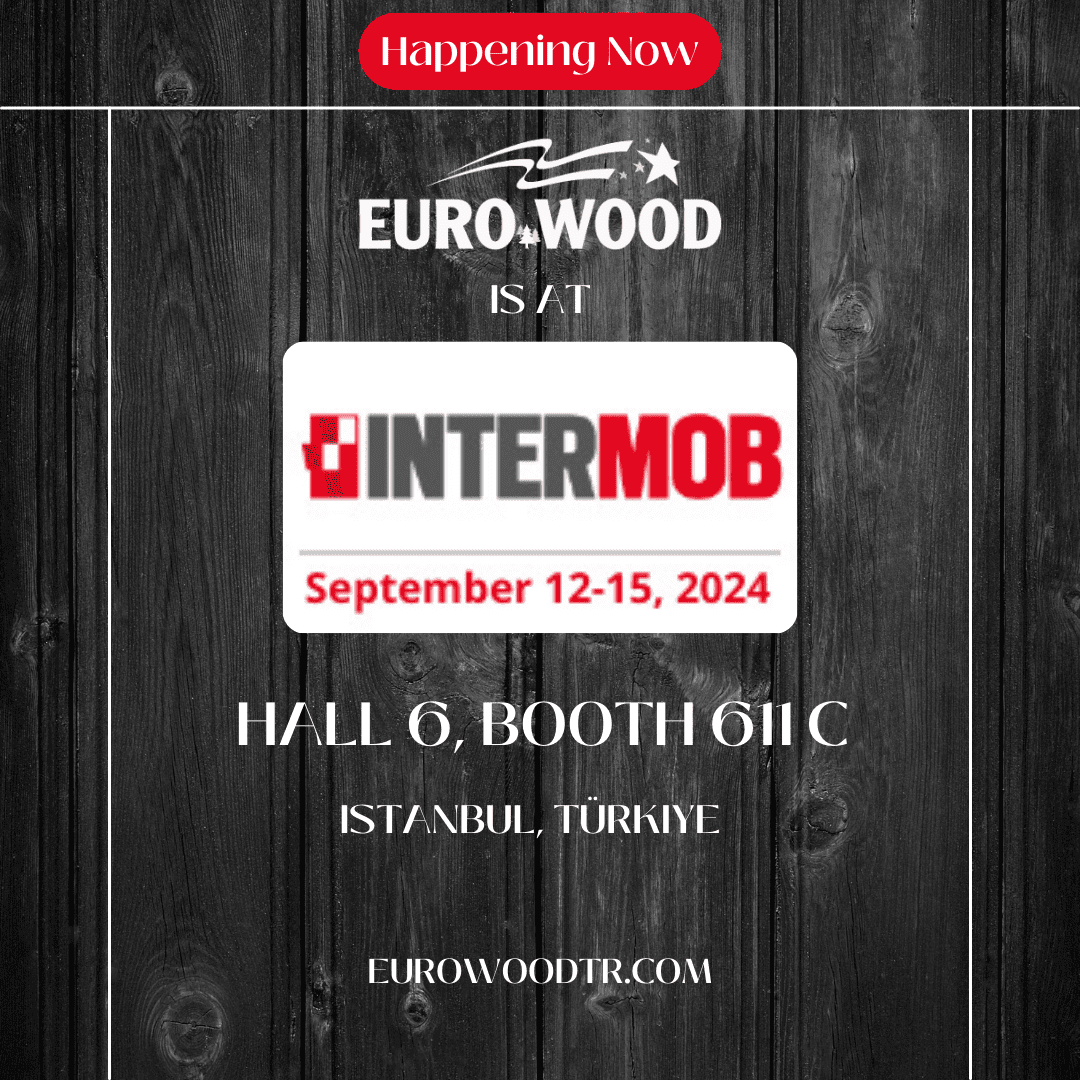 Happening Now
EURO WOOD
IS AT
INTERMOB
September 12-15, 2024
HALL 6, BOOTH 611 C
ISTANBUL, TÜRKIYE
EUROWOODTR.COM